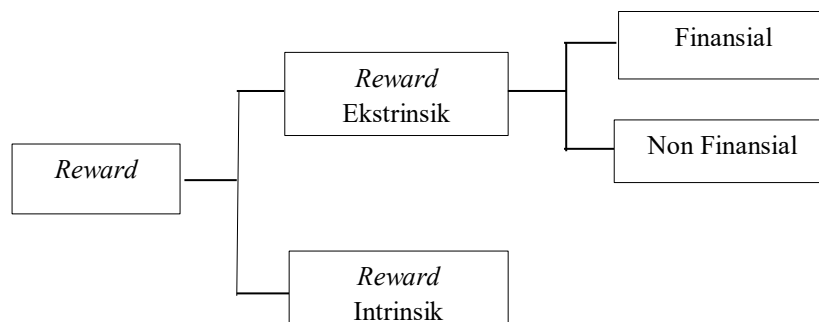 Reward
Reward
Ekstrinsik
Finansial
Non Finansial
Reward
Intrinsik